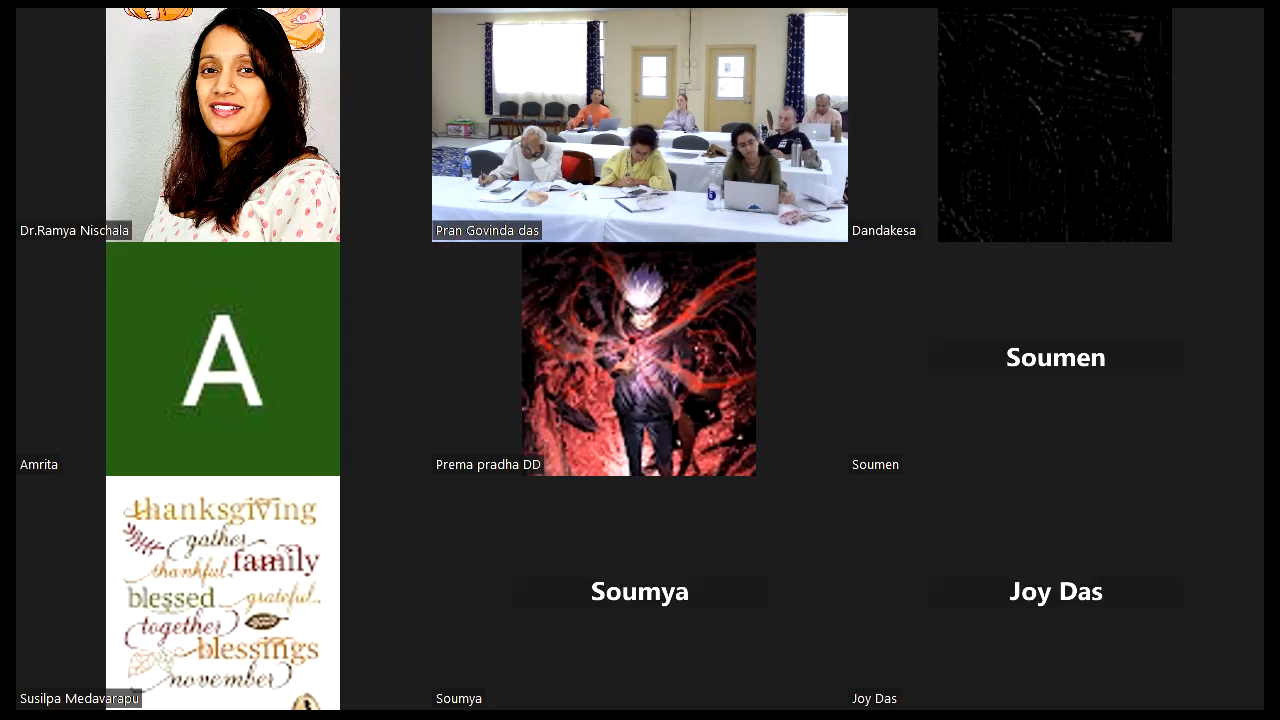 Dr.Ramya Nischala
Pran Govinda das
Dandakesa
A
Amrita
Prema pradha DD
Soumen
Soumen
thanksgiving
gather
family
thankful
blessed grateful..
together
blessings
november
Susilpa Medavarapu
Soumya
Soumya
Joy Das
Joy Das